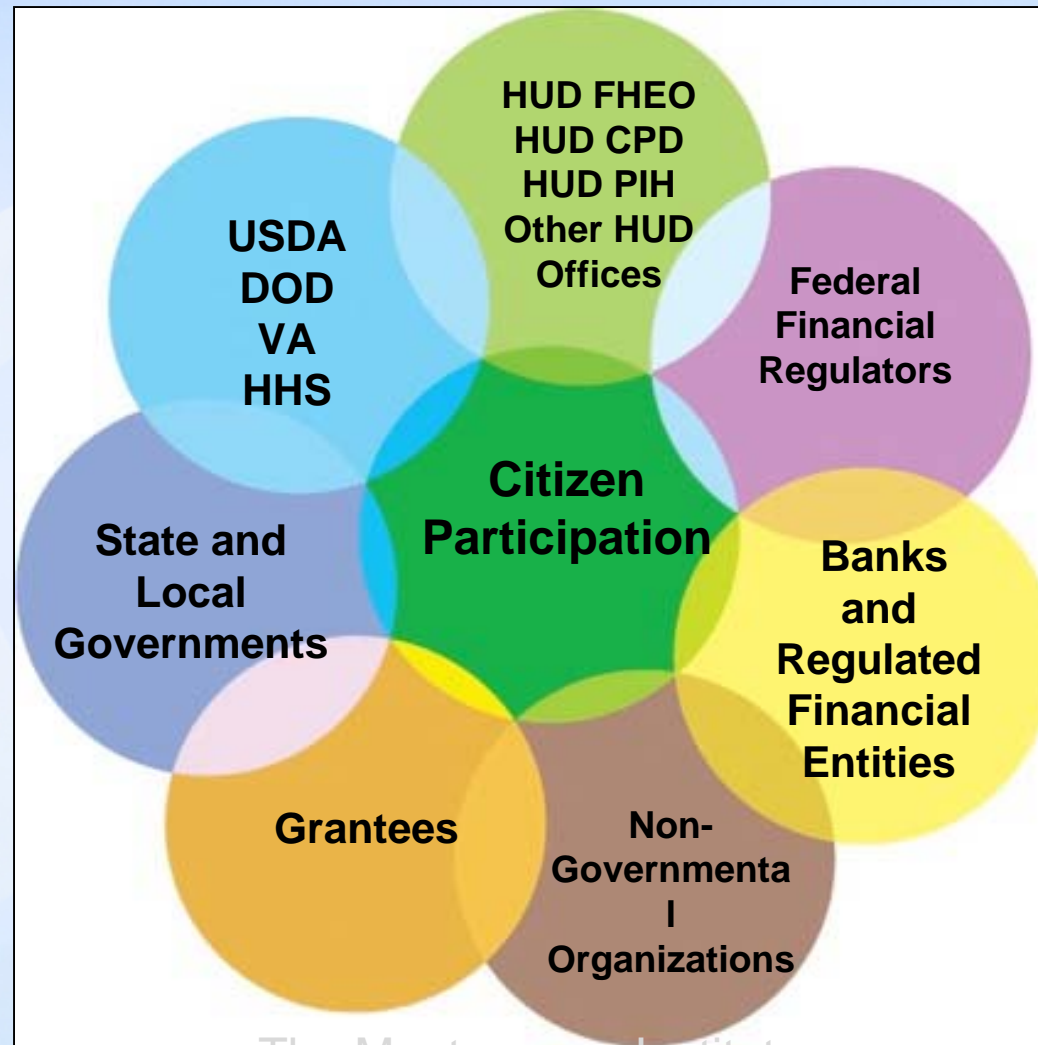 HUD FHEO
HUD CPD
HUD PIH
Other HUD
Offices
USDA
DOD
VA
HHS
Federal
Financial
Regulators
Citizen
Participation
State and
Local
Governments
Banks
and
Regulated
Financial
Entities
Grantees
Non-
Governmenta
l
Organizations